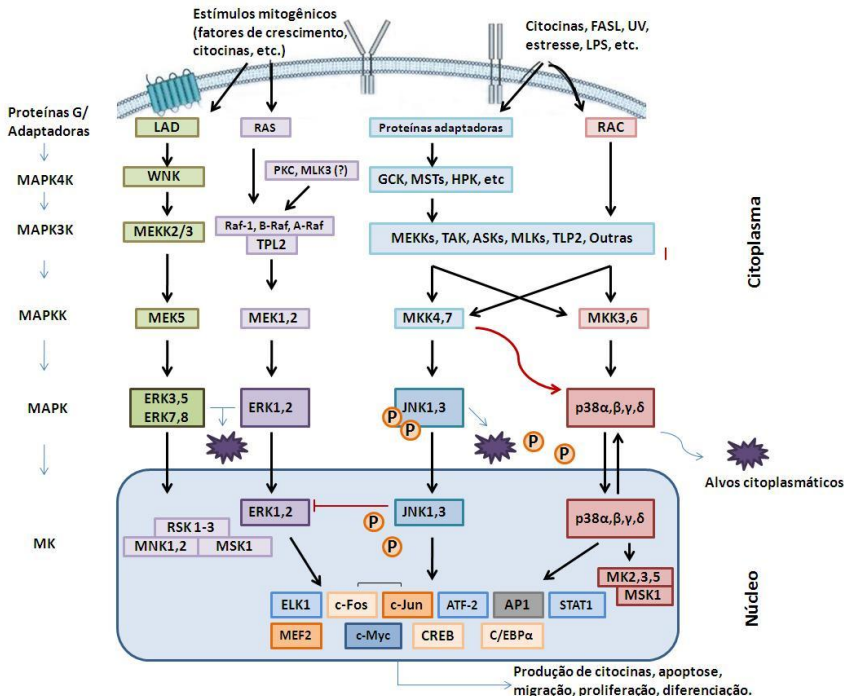 Estímulos mitogênicos
(fatores de crescimento,
citocinas, etc.)
Citocinas, FASL, UV,
estresse, LPS, etc.
Proteínas G/
Adaptadoras
LAD
RAS
Proteínas adaptadoras
RAC
MAPK4K
WNK
PKC, MLK3 (?)
GCK, MSTs, HPK, etc
MAPK3K
MEKK2/3
Raf-1, B-Raf, A-Raf
TPL2
MEKKs, TAK, ASKs, MLKs, TLP2, Outras
Citoplasma
MAPKK
MEK5
MEK1,2
MKK4,7
MKK3,6
MAPK
ERK3,5
ERK7,8
ERK1,2
JNK1,3
P
P
P
P
p38α,β,γ,δ
Alvos citoplasmáticos
MK
RSK 1-3
MNK1,2
MSK1
ERK1,2
P
P
JNK1,3
p38α,β,γ,δ
MK2,3,5
MSK1
Núcleo
ELK1
c-Fos
c-Jun
ATF-2
AP1
STAT1
MEF2
c-Myc
CREB
C/EBPα
Produção de citocinas, apoptose,
migração, proliferação, diferenciação.